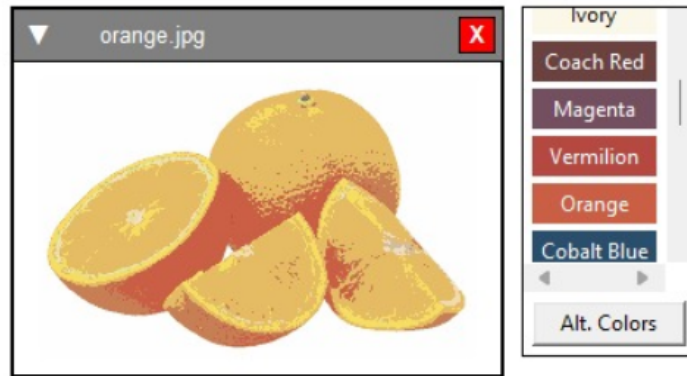 ▼ orange.jpg X
Ivory
Coach Red
Magenta
Vermilion
Orange
Cobalt Blue
Alt. Colors